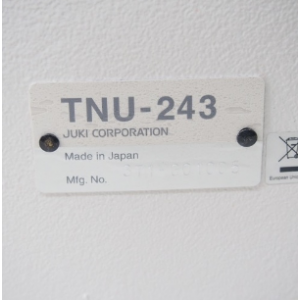 TNU-243
JUKI CORPORATION
Made in Japan
Mfg. No.